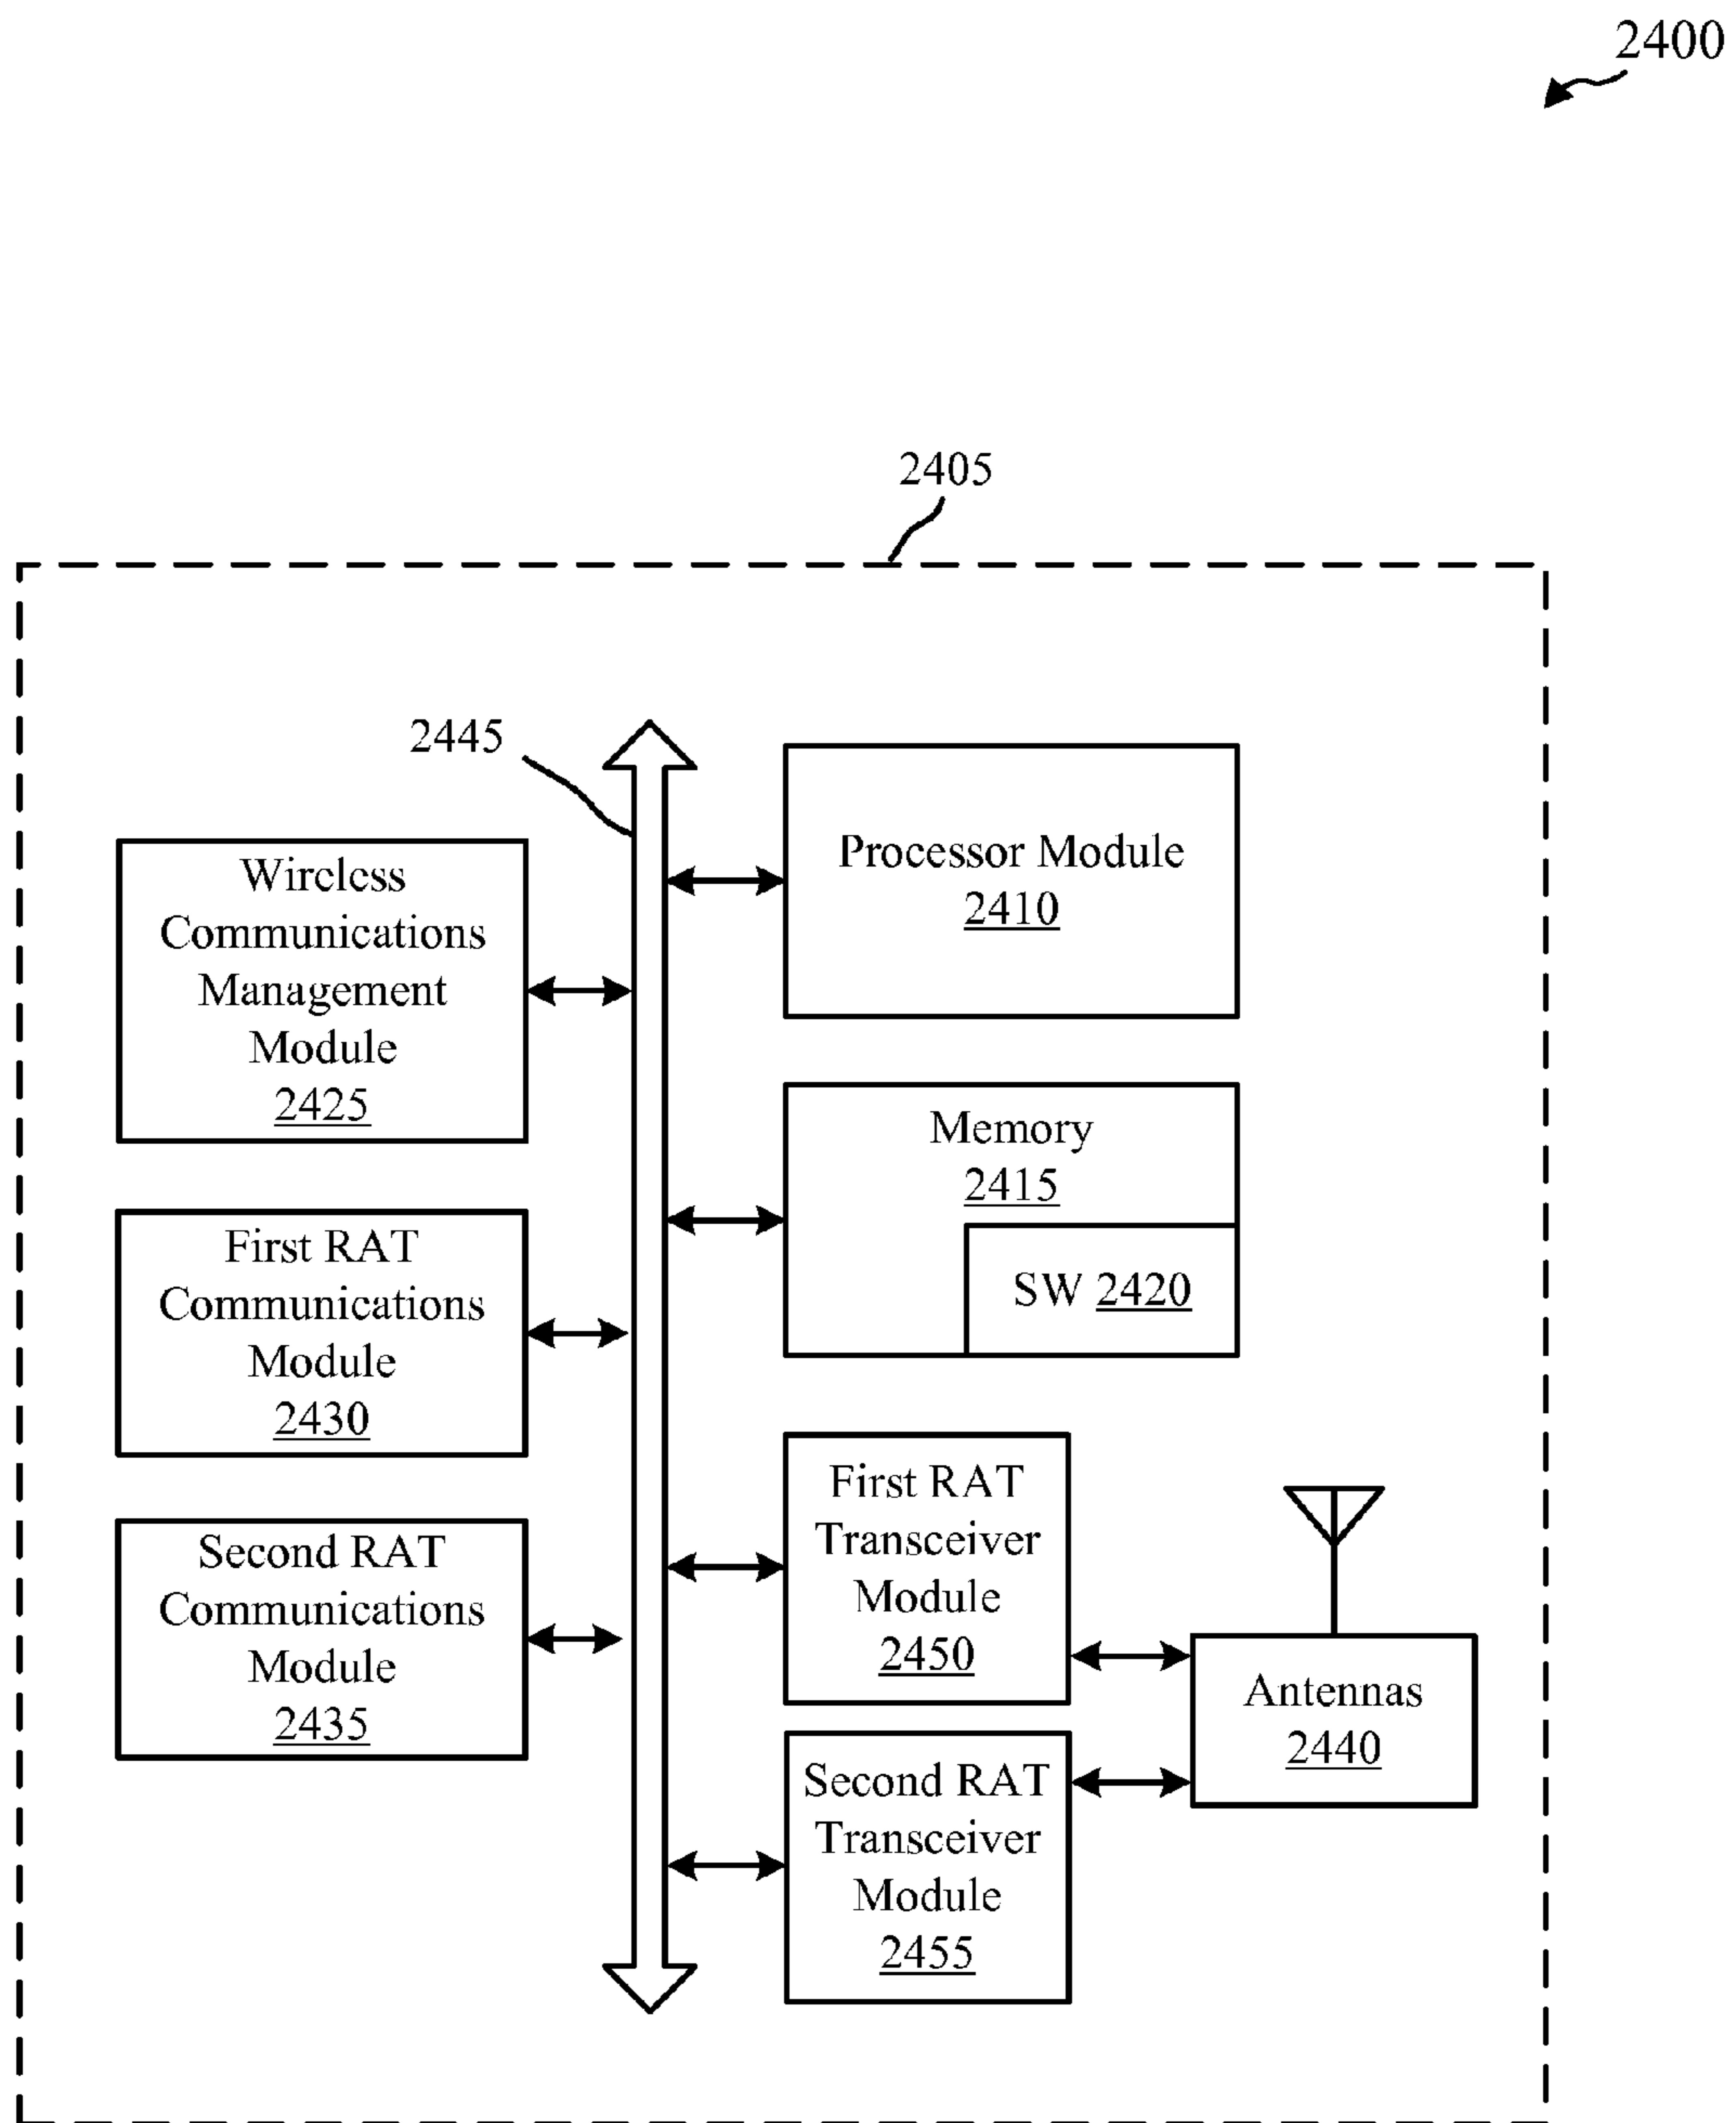 2400
2405
2445
Wireless
Communications
Management
Module
2425
First RAT
Communications
Module
2430
Second RAT
Communications
Module
2435
Processor Module
2410
Memory
2415
SW 2420
First RAT
Transceiver
Module
2450
Second RAT
Transceiver
Module
2455
Antennas
2440